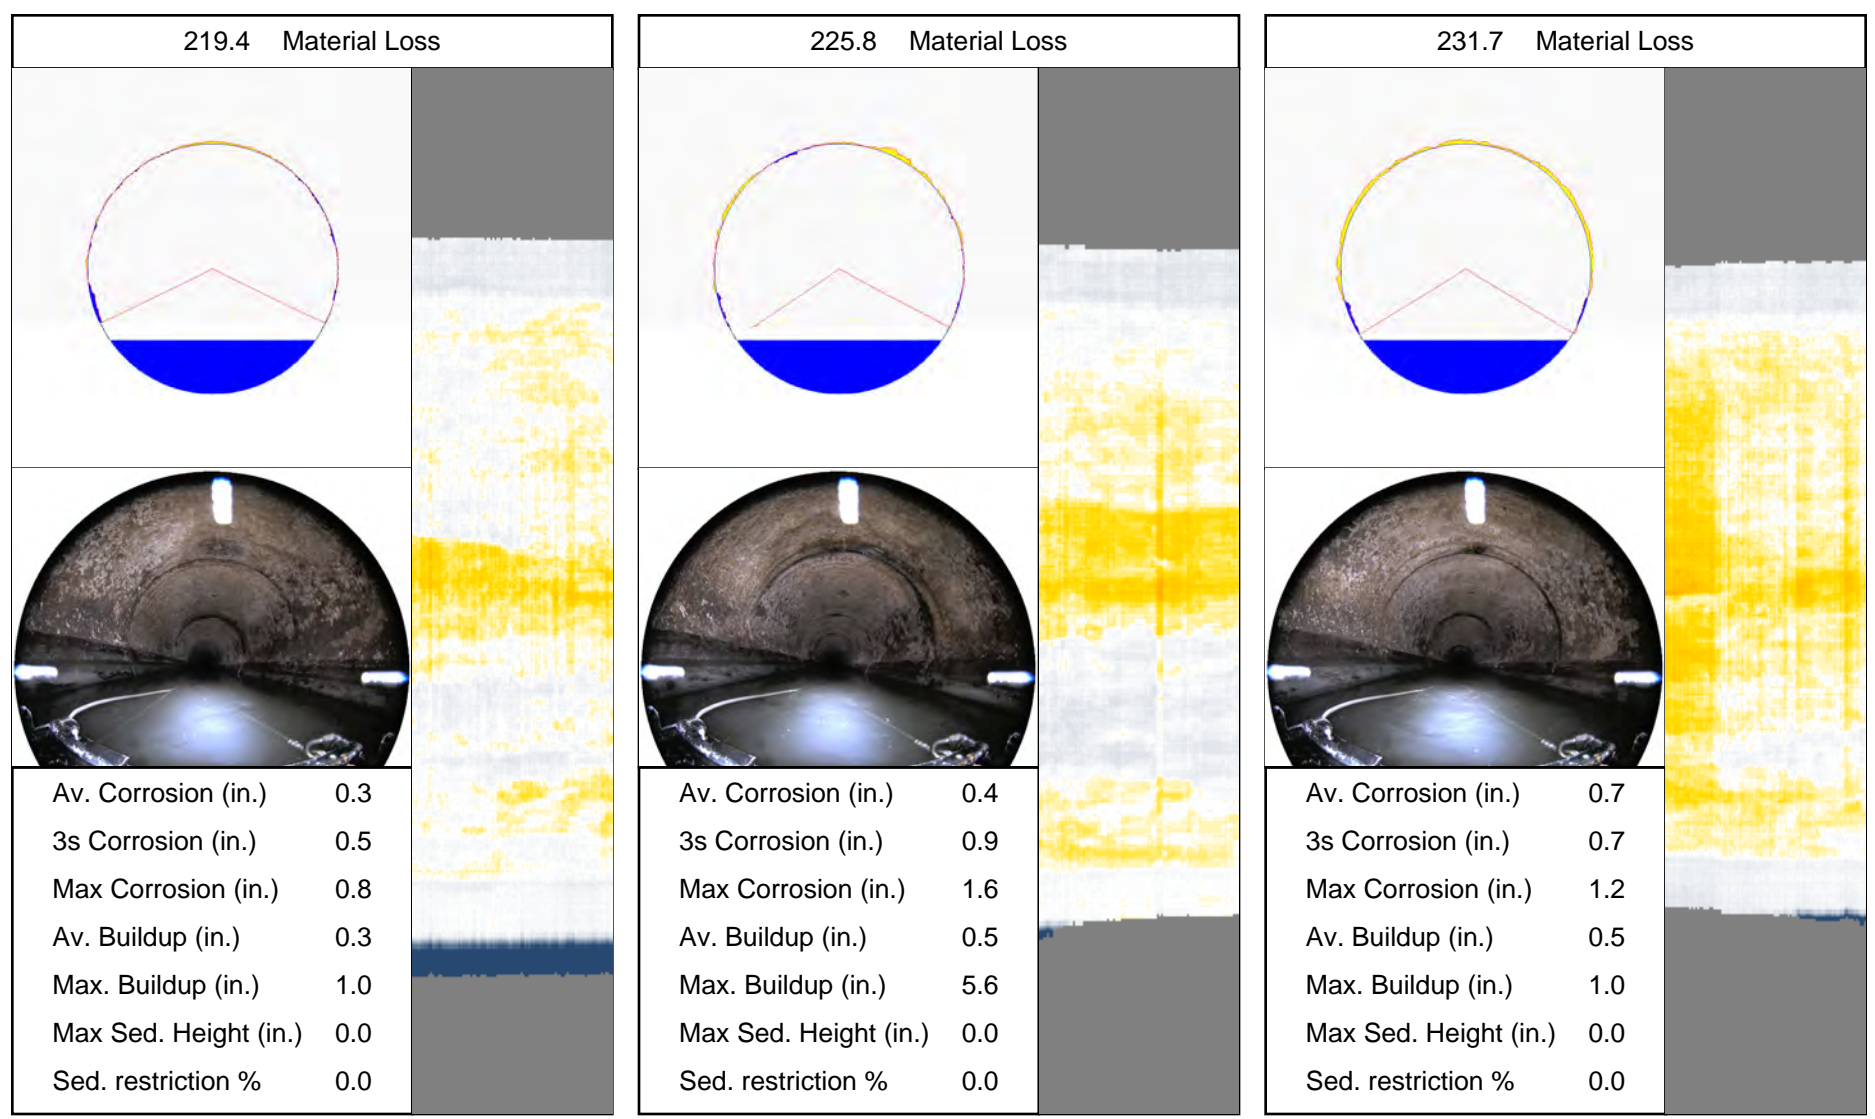 219.4 Material Loss
Av. Corrosion (in.) 0.3
3s Corrosion (in.) 0.5
Max Corrosion (in.) 0.8
Av. Buildup (in.) 0.3
Max. Buildup (in.) 1.0
Max Sed. Height (in.) 0.0
Sed. restriction % 0.0
225.8 Material Loss
Av. Corrosion (in.) 0.4
3s Corrosion (in.) 0.9
Max Corrosion (in.) 1.6
Av. Buildup (in.) 0.5
Max. Buildup (in.) 5.6
Max Sed. Height (in.) 0.0
Sed. restriction % 0.0
231.7 Material Loss
Av. Corrosion (in.) 0.7
3s Corrosion (in.) 0.7
Max Corrosion (in.) 1.2
Av. Buildup (in.) 0.5
Max. Buildup (in.) 1.0
Max Sed. Height (in.) 0.0
Sed. restriction % 0.0